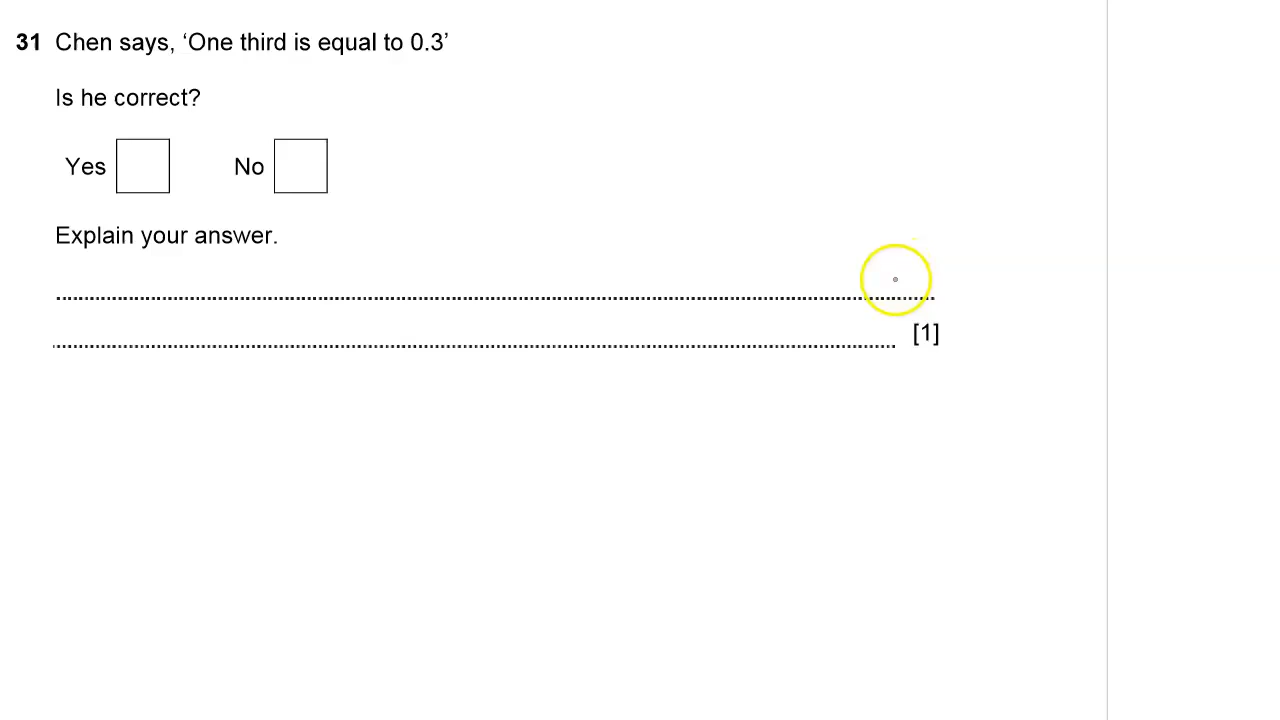 31 Chen says, ‘One third is equal to 0.3’
Is he correct?
Yes No
Explain your answer.
[1]